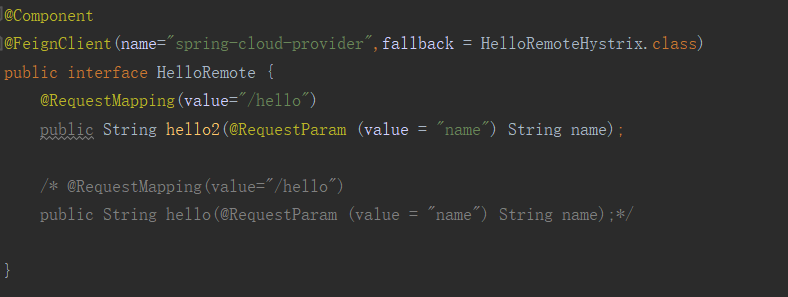 @Component
@FeignClient(name="spring-cloud-provider",fallback = HelloRemoteHystrix.class)
public interface HelloRemote {
@RequestMapping(value="/hello")
public String hello2(@RequestParam (value = "name") String name);
/* @RequestMapping(value="/hello")
public String hello(@RequestParam (value = "name") String name);*/
}